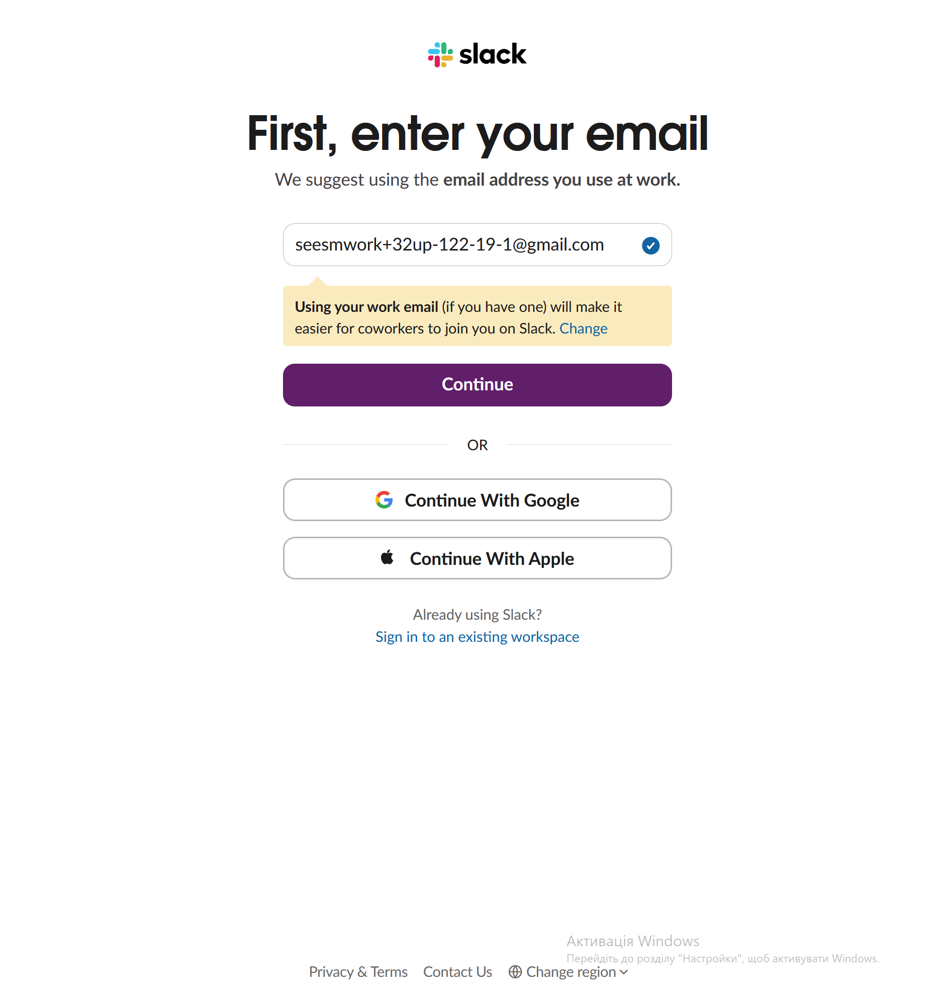 slack
First, enter your email
We suggest using the email address you use at work.
seesmwork+32up-122-19-1@gmail.com
Using your work email (if you have one) will make it
easier for coworkers to join you on Slack. Change
Continue
OR
Continue With Google
Continue With Apple
Already using Slack?
Sign in to an existing workspace
Активація Windows
Перейдіть до розділу "Настройки", щоб активувати Windows.
Privacy & Terms Contact Us Change region